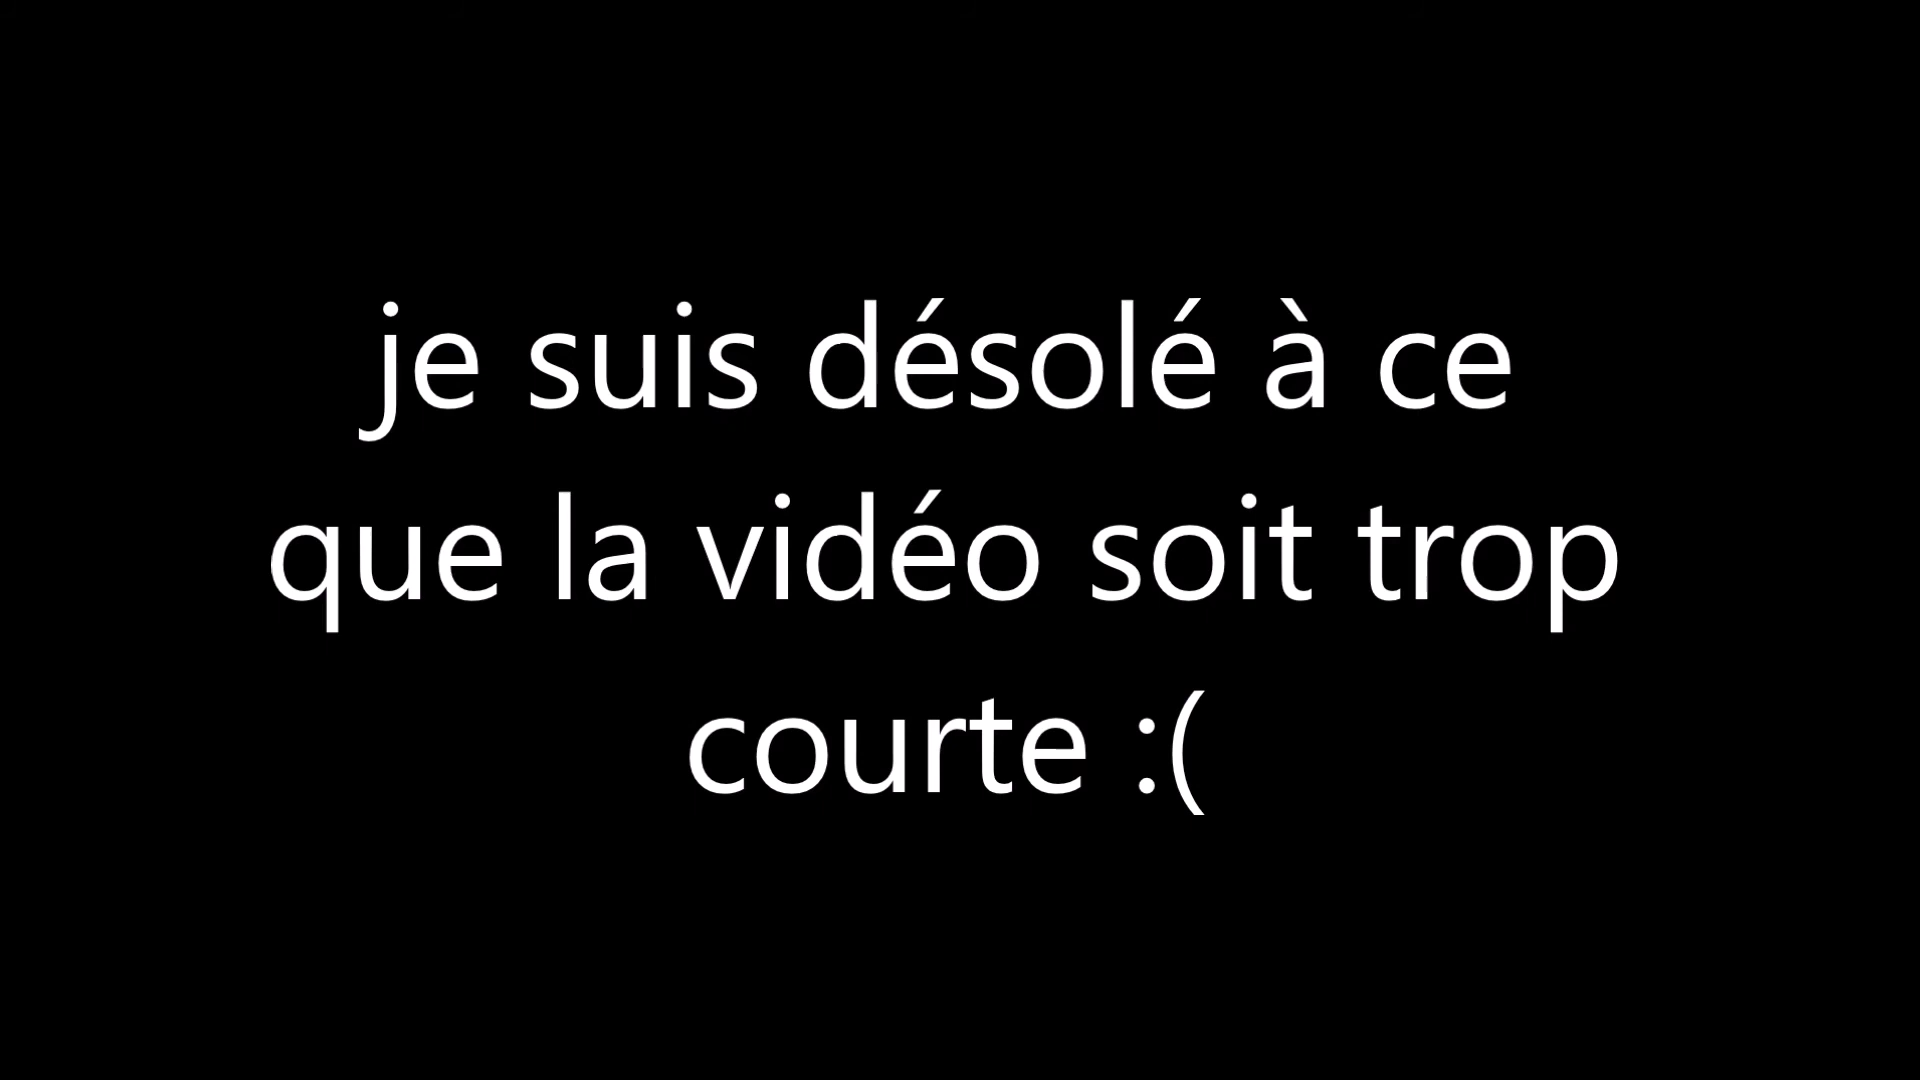 je suis désolé à ce
que la vidéo soit trop
courte :(